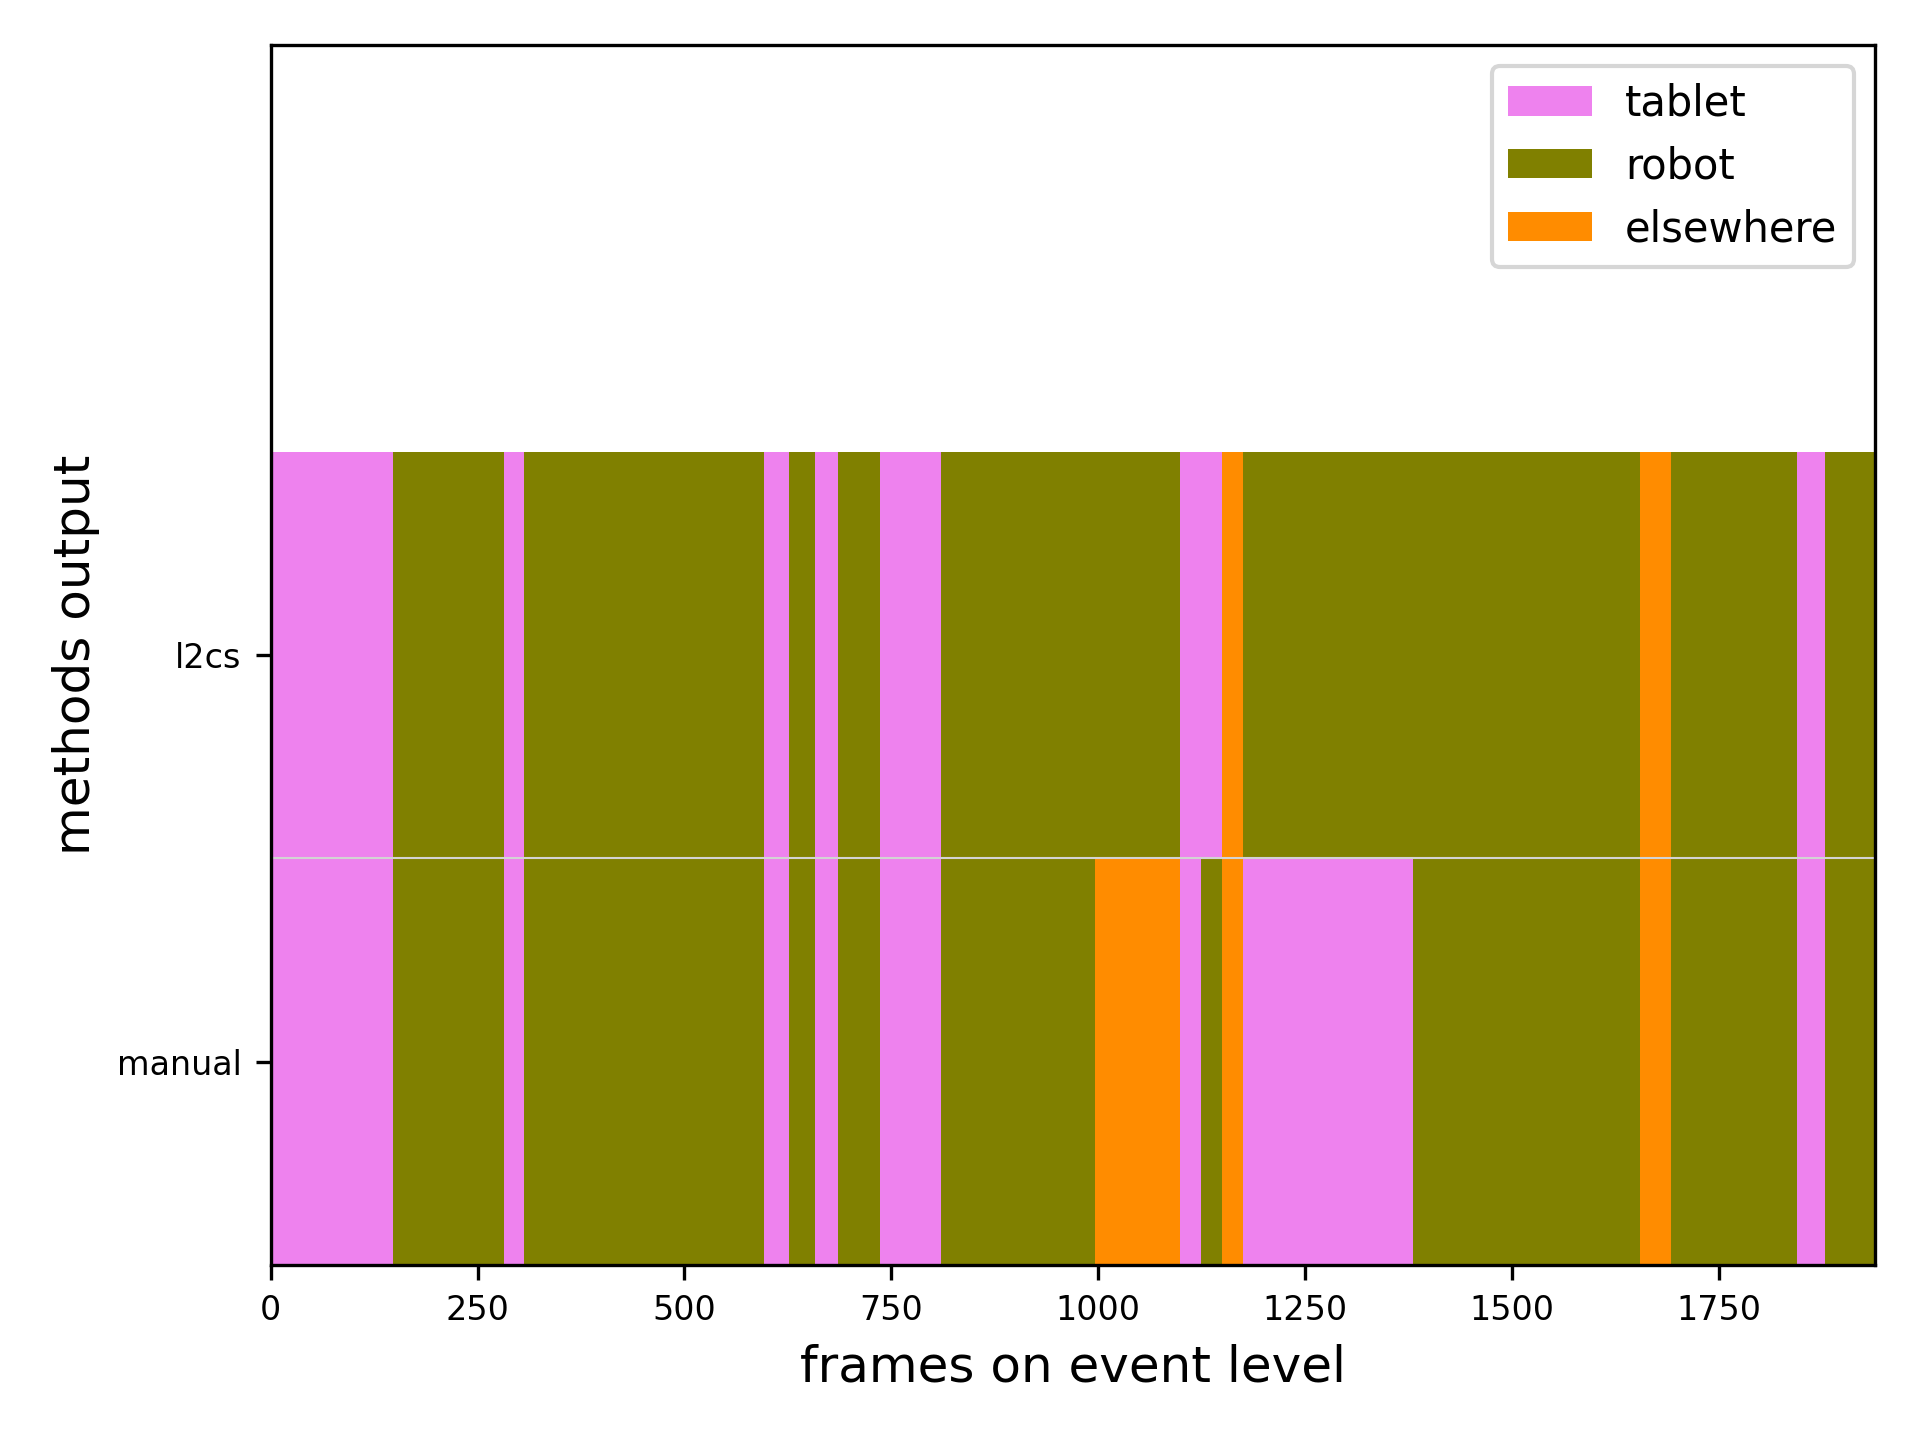 tablet
robot
elsewhere
methods output
l2cs
manual
0 250 500 750 1000 1250 1500 1750
frames on event level